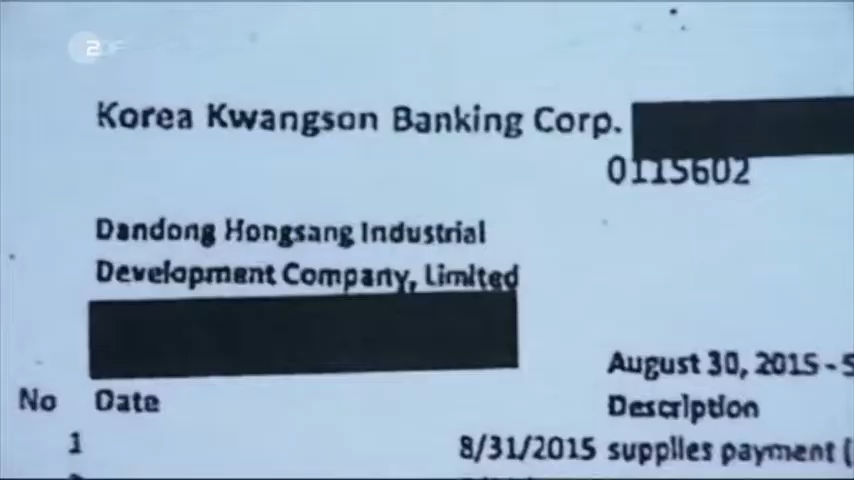 ZDF
Korea Kwangson Banking Corp.
0115602
Dandong Hongsang Industrial
Development Company, Limited
August 30, 2015 - S
No Date Description
1 8/31/2015 supplies payment (